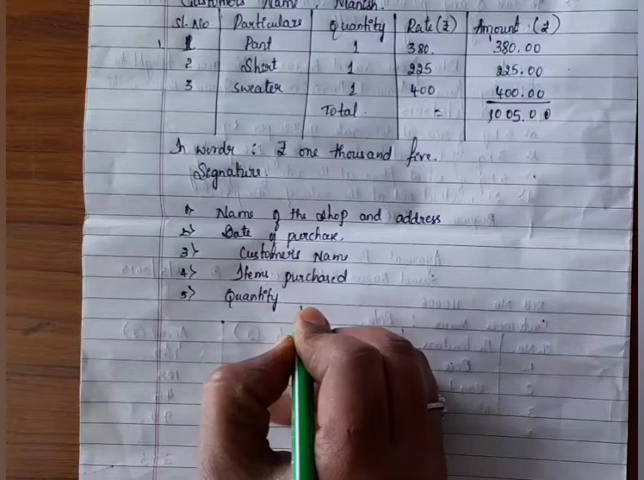 Customers Name : Manish.
Sl. No Particulars Quantity Rate (₹) Amount (₹)
1 Pant 1 380. 380.00
2 Shirt 1 225 225.00
3 sweater 1 400 400.00
Total = 1005.00
In words : ₹ one thousand five.
Signature.
1> Name of the shop and address
2> Date of purchase.
3> Customer's Name
4> Items purchased
5> Quantity